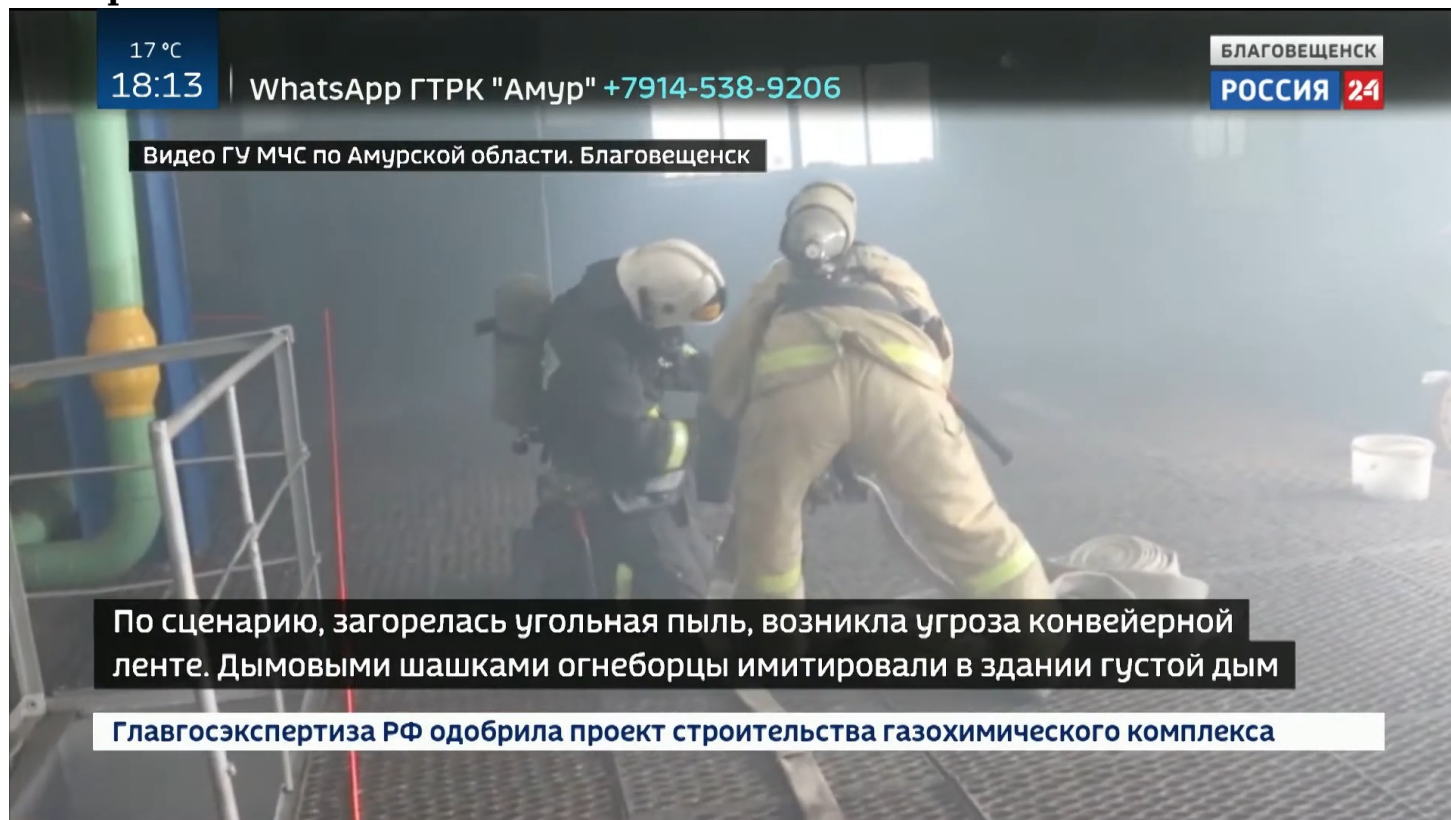 17 °C
18:13
WhatsApp ГТРК "Амур" +7914-538-9206
БЛАГОВЕЩЕНСК
РОССИЯ 24
Видео ГУ МЧС по Амурской области. Благовещенск
По сценарию, загорелась угольная пыль, возникла угроза конвейерной
ленте. Дымовыми шашками огнеборцы имитировали в здании густой дым
Главгосэкспертиза РФ одобрила проект строительства газохимического комплекса